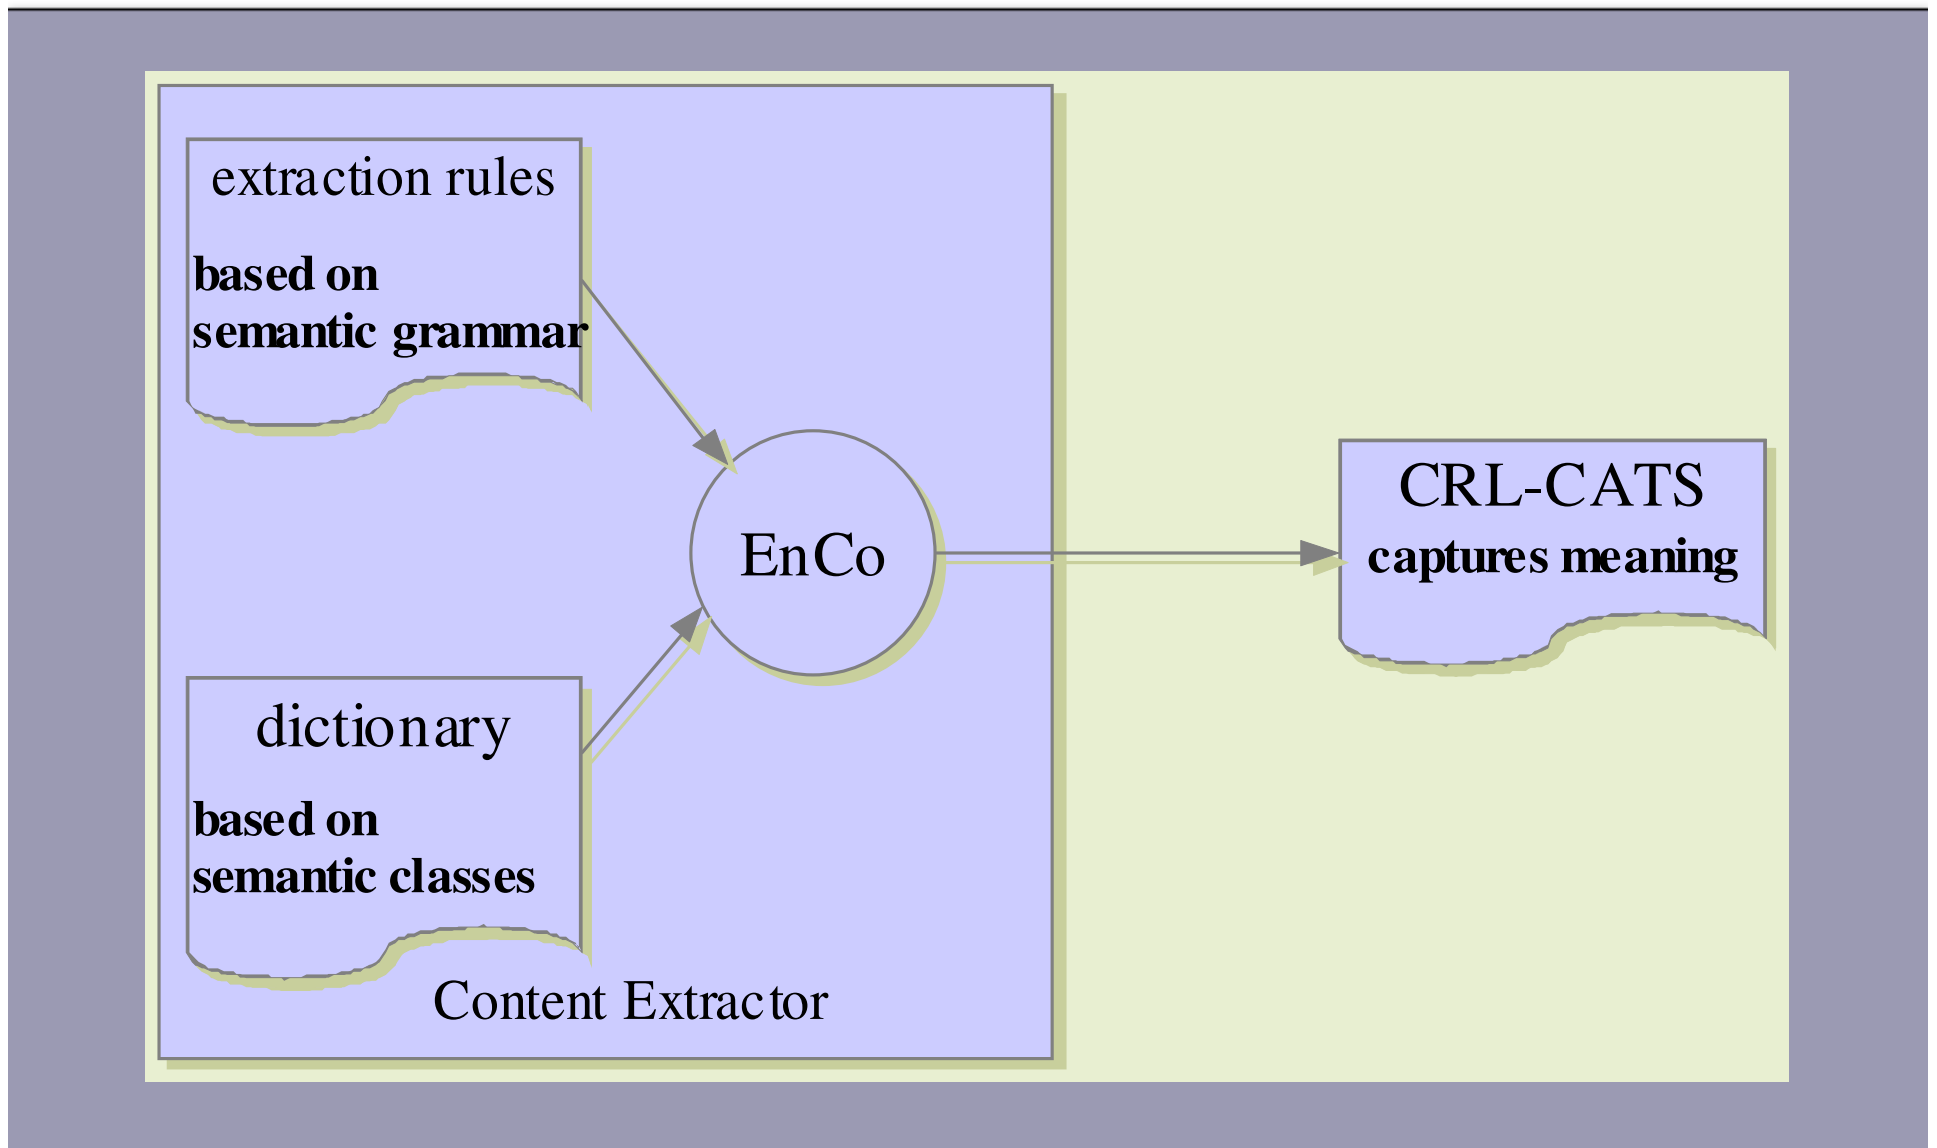 extraction rules
based on
semantic grammar
EnCo
CRL-CATS
captures meaning
dictionary
based on
semantic classes
Content Extractor